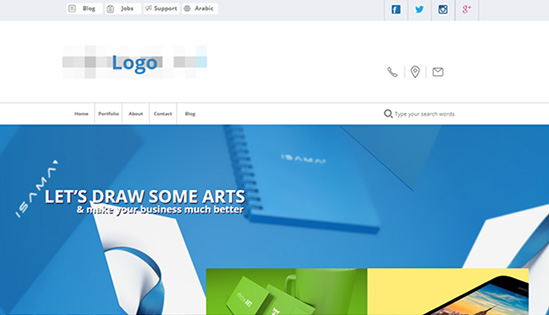 Blog Jobs Support Arabic
Logo
Home Portfolio About Contact Blog
Type your search words
ISAMA
ISAMA
LET'S DRAW SOME ARTS
& make your business much better